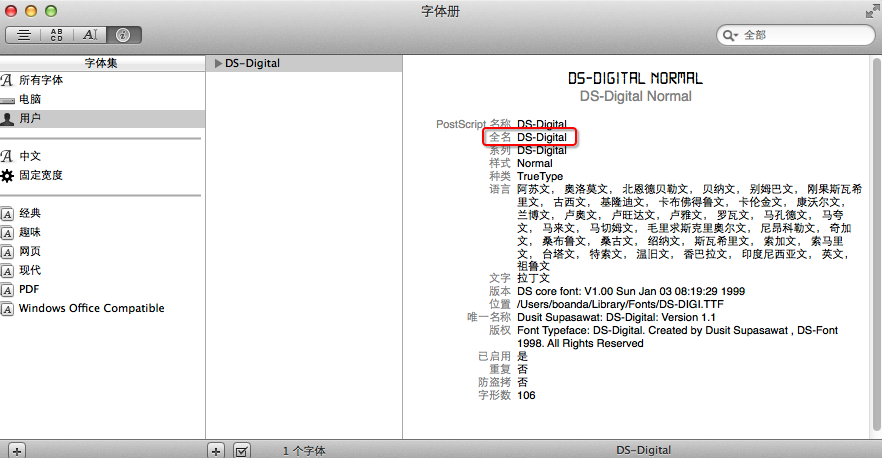 字体册
全部
字体集
所有字体
电脑
用户
中文
固定宽度
经典
趣味
网页
现代
PDF
Windows Office Compatible
DS-Digital
DS-DIGITAL NORMAL
DS-Digital Normal
PostScript 名称 DS-Digital
全名 DS-Digital
系列 DS-Digital
样式 Normal
种类 TrueType
语言 阿苏文， 奥洛莫文， 北恩德贝勒文， 贝纳文， 别姆巴文， 刚果斯瓦希
里文， 古西文， 基隆迪文， 卡布佛得鲁文， 卡伦金文， 康沃尔文，
兰博文， 卢奥文， 卢旺达文， 卢雅文， 罗瓦文， 马孔德文， 马夸
文， 马来文， 马切姆文， 毛里求斯克里奥尔文， 尼昂科勒文， 奇加
文， 桑布鲁文， 桑古文， 绍纳文， 斯瓦希里文， 索加文， 索马里
文， 台塔文， 特索文， 温旧文， 香巴拉文， 印度尼西亚文， 英文，
祖鲁文
文字 拉丁文
版本 DS core font: V1.00 Sun Jan 03 08:19:29 1999
位置 /Users/boanda/Library/Fonts/DS-DIGI.TTF
唯一名称 Dusit Supasawat: DS-Digital: Version 1.1
版权 Font Typeface: DS-Digital. Created by Dusit Supasawat , DS-Font
1998. All Rights Reserved
已启用 是
重复 否
防盗拷 否
字形数 106
1 个字体
DS-Digital